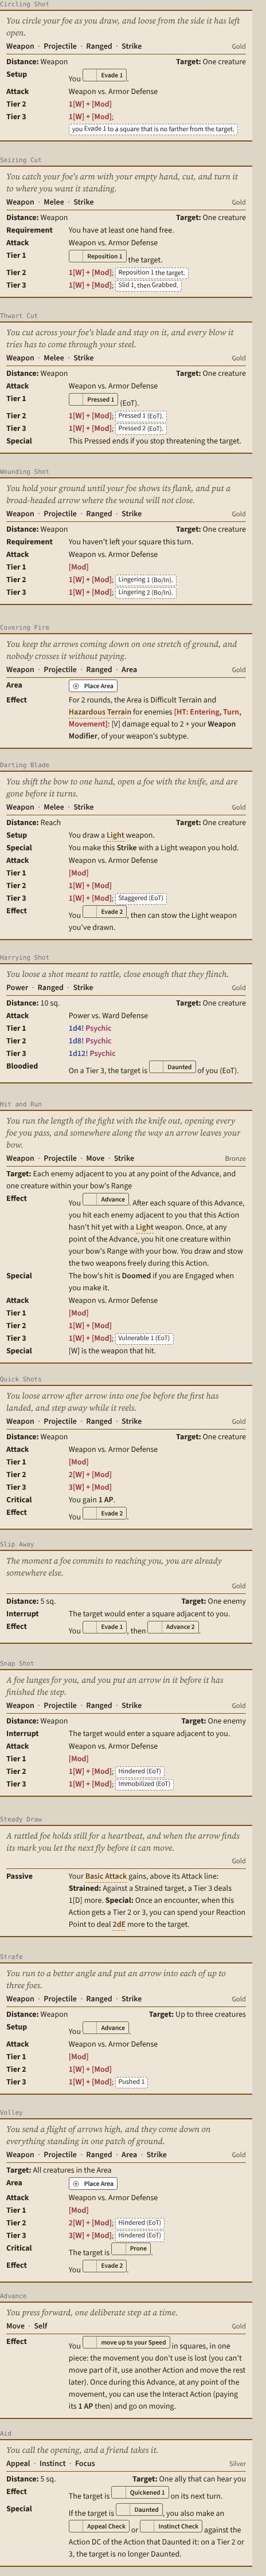 Circling Shot
You circle your foe as you draw, and loose from the side it has left
open.
Weapon · Projectile · Ranged · Strike Gold
Distance: Weapon Target: One creature
Setup You Evade 1 .
Attack Weapon vs. Armor Defense
Tier 2 1[W] + [Mod]
Tier 3 1[W] + [Mod];
you Evade 1 to a square that is no farther from the target.
Seizing Cut
You catch your foe's arm with your empty hand, cut, and turn it
to where you want it standing.
Weapon · Melee · Strike Gold
Distance: Weapon Target: One creature
Requirement You have at least one hand free.
Attack Weapon vs. Armor Defense
Tier 1 Reposition 1 the target.
Tier 2 1[W] + [Mod]; Reposition 1 the target.
Tier 3 1[W] + [Mod]; Slid 1, then Grabbed.
Thwart Cut
You cut across your foe's blade and stay on it, and every blow it
tries has to come through your steel.
Weapon · Melee · Strike Gold
Distance: Weapon Target: One creature
Attack Weapon vs. Armor Defense
Tier 1 Pressed 1 (EoT).
Tier 2 1[W] + [Mod]; Pressed 1 (EoT).
Tier 3 1[W] + [Mod]; Pressed 2 (EoT).
Special This Pressed ends if you stop threatening the target.
Wounding Shot
You hold your ground until your foe shows its flank, and put a
broad-headed arrow where the wound will not close.
Weapon · Projectile · Ranged · Strike Gold
Distance: Weapon Target: One creature
Requirement You haven't left your square this turn.
Attack Weapon vs. Armor Defense
Tier 1 [Mod]
Tier 2 1[W] + [Mod]; Lingering 1 (Bo/In).
Tier 3 1[W] + [Mod]; Lingering 2 (Bo/In).
Covering Fire
You keep the arrows coming down on one stretch of ground, and
nobody crosses it without paying.
Weapon · Projectile · Ranged · Area Gold
Area Place Area
Effect For 2 rounds, the Area is Difficult Terrain and
Hazardous Terrain for enemies [HT: Entering, Turn,
Movement]: [V] damage equal to 2 + your Weapon
Modifier, of your weapon's subtype.
Darting Blade
You shift the bow to one hand, open a foe with the knife, and are
gone before it turns.
Weapon · Melee · Strike Gold
Distance: Reach Target: One creature
Setup You draw a Light weapon.
Special You make this Strike with a Light weapon you hold.
Attack Weapon vs. Armor Defense
Tier 1 [Mod]
Tier 2 1[W] + [Mod]
Tier 3 1[W] + [Mod]; Staggered (EoT)
Effect You Evade 2 , then can stow the Light weapon
you've drawn.
Harrying Shot
You loose a shot meant to rattle, close enough that they flinch.
Power · Ranged · Strike Gold
Distance: 10 sq. Target: One creature
Attack Power vs. Ward Defense
Tier 1 1d4! Psychic
Tier 2 1d8! Psychic
Tier 3 1d12! Psychic
Bloodied On a Tier 3, the target is Daunted of you (EoT).
Hit and Run
You run the length of the fight with the knife out, opening every
foe you pass, and somewhere along the way an arrow leaves your
bow.
Weapon · Projectile · Move · Strike Bronze
Target: Each enemy adjacent to you at any point of the Advance, and
one creature within your bow's Range
Effect You Advance . After each square of this Advance,
you hit each enemy adjacent to you that this Action
hasn't hit yet with a Light weapon. Once, at any
point of the Advance, you hit one creature within
your bow's Range with your bow. You draw and stow
the two weapons freely during this Action.
Special The bow's hit is Doomed if you are Engaged when
you make it.
Attack Weapon vs. Armor Defense
Tier 1 [Mod]
Tier 2 1[W] + [Mod]
Tier 3 1[W] + [Mod]; Vulnerable 1 (EoT)
Special [W] is the weapon that hit.
Quick Shots
You loose arrow after arrow into one foe before the first has
landed, and step away while it reels.
Weapon · Projectile · Ranged · Strike Gold
Distance: Weapon Target: One creature
Attack Weapon vs. Armor Defense
Tier 1 [Mod]
Tier 2 2[W] + [Mod]
Tier 3 3[W] + [Mod]
Critical You gain 1 AP.
Effect You Evade 2 .
Slip Away
The moment a foe commits to reaching you, you are already
somewhere else.
Gold
Distance: 5 sq. Target: One enemy
Interrupt The target would enter a square adjacent to you.
Effect You Evade 1 , then Advance 2 .
Snap Shot
A foe lunges for you, and you put an arrow in it before it has
finished the step.
Weapon · Projectile · Ranged · Strike Gold
Distance: Weapon Target: One enemy
Interrupt The target would enter a square adjacent to you.
Attack Weapon vs. Armor Defense
Tier 1 [Mod]
Tier 2 1[W] + [Mod]; Hindered (EoT)
Tier 3 1[W] + [Mod]; Immobilized (EoT)
Steady Draw
A rattled foe holds still for a heartbeat, and when the arrow finds
its mark you let the next fly before it can move.
Gold
Passive Your Basic Attack gains, above its Attack line:
Strained: Against a Strained target, a Tier 3 deals
1[D] more. Special: Once an encounter, when this
Action gets a Tier 2 or 3, you can spend your Reaction
Point to deal 2dE more to the target.
Strafe
You run to a better angle and put an arrow into each of up to
three foes.
Weapon · Projectile · Ranged · Strike Gold
Distance: Weapon Target: Up to three creatures
Setup You Advance .
Attack Weapon vs. Armor Defense
Tier 1 [Mod]
Tier 2 1[W] + [Mod]
Tier 3 1[W] + [Mod]; Pushed 1
Volley
You send a flight of arrows high, and they come down on
everything standing in one patch of ground.
Weapon · Projectile · Ranged · Area · Strike Gold
Target: All creatures in the Area
Area Place Area
Attack Weapon vs. Armor Defense
Tier 1 [Mod]
Tier 2 2[W] + [Mod]; Hindered (EoT)
Tier 3 3[W] + [Mod]; Hindered (EoT)
Critical The target is Prone .
Effect You Evade 2 .
Advance
You press forward, one deliberate step at a time.
Move · Self Gold
Effect You move up to your Speed in squares, in one
piece: the movement you don't use is lost (you can't
move part of it, use another Action and move the rest
later). Once during this Advance, at any point of the
movement, you can use the Interact Action (paying
its 1 AP then) and go on moving.
Aid
You call the opening, and a friend takes it.
Appeal · Instinct · Focus Silver
Distance: 5 sq. Target: One ally that can hear you
Effect The target is Quickened 1 on its next turn.
Special If the target is Daunted , you also make an
Appeal Check or Instinct Check against the
Action DC of the Action that Daunted it: on a Tier 2 or
3, the target is no longer Daunted.